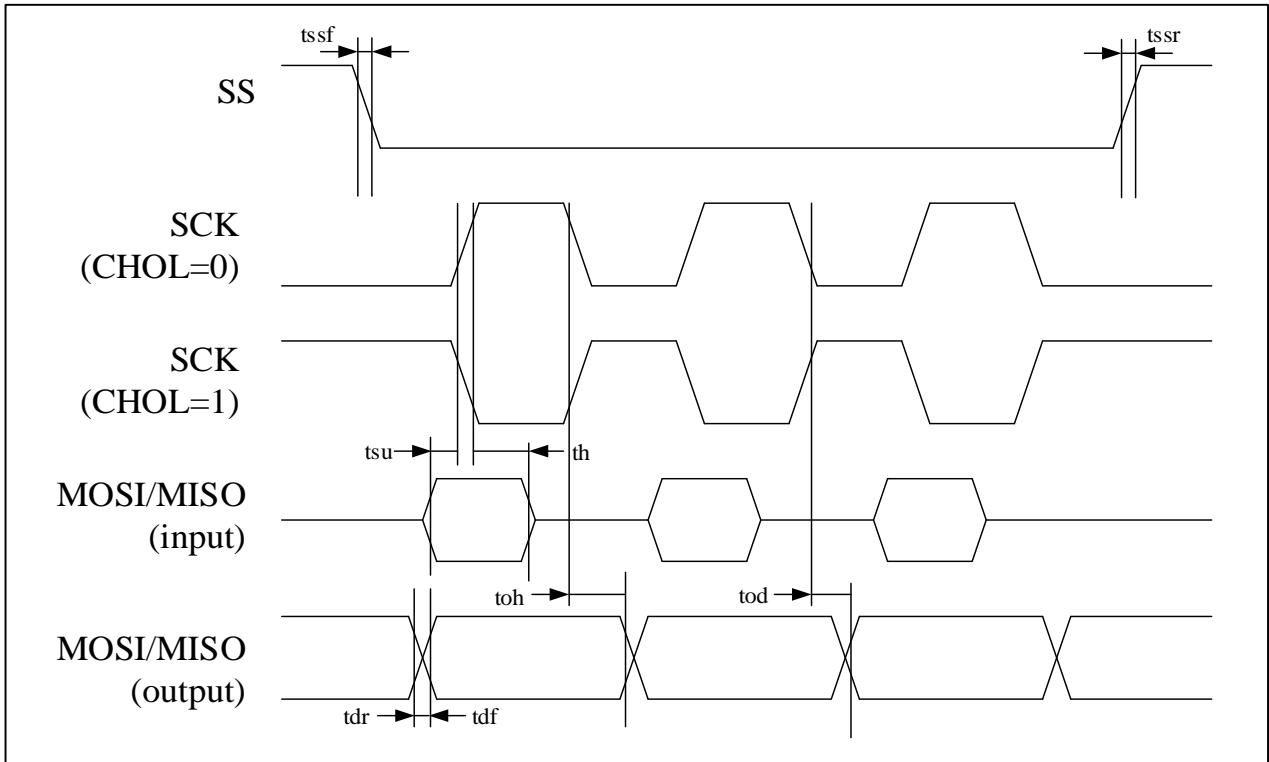 tssf
tssr
SS
SCK
(CHOL=0)
SCK
(CHOL=1)
tsu
th
MOSI/MISO
(input)
toh
tod
MOSI/MISO
(output)
tdr
tdf